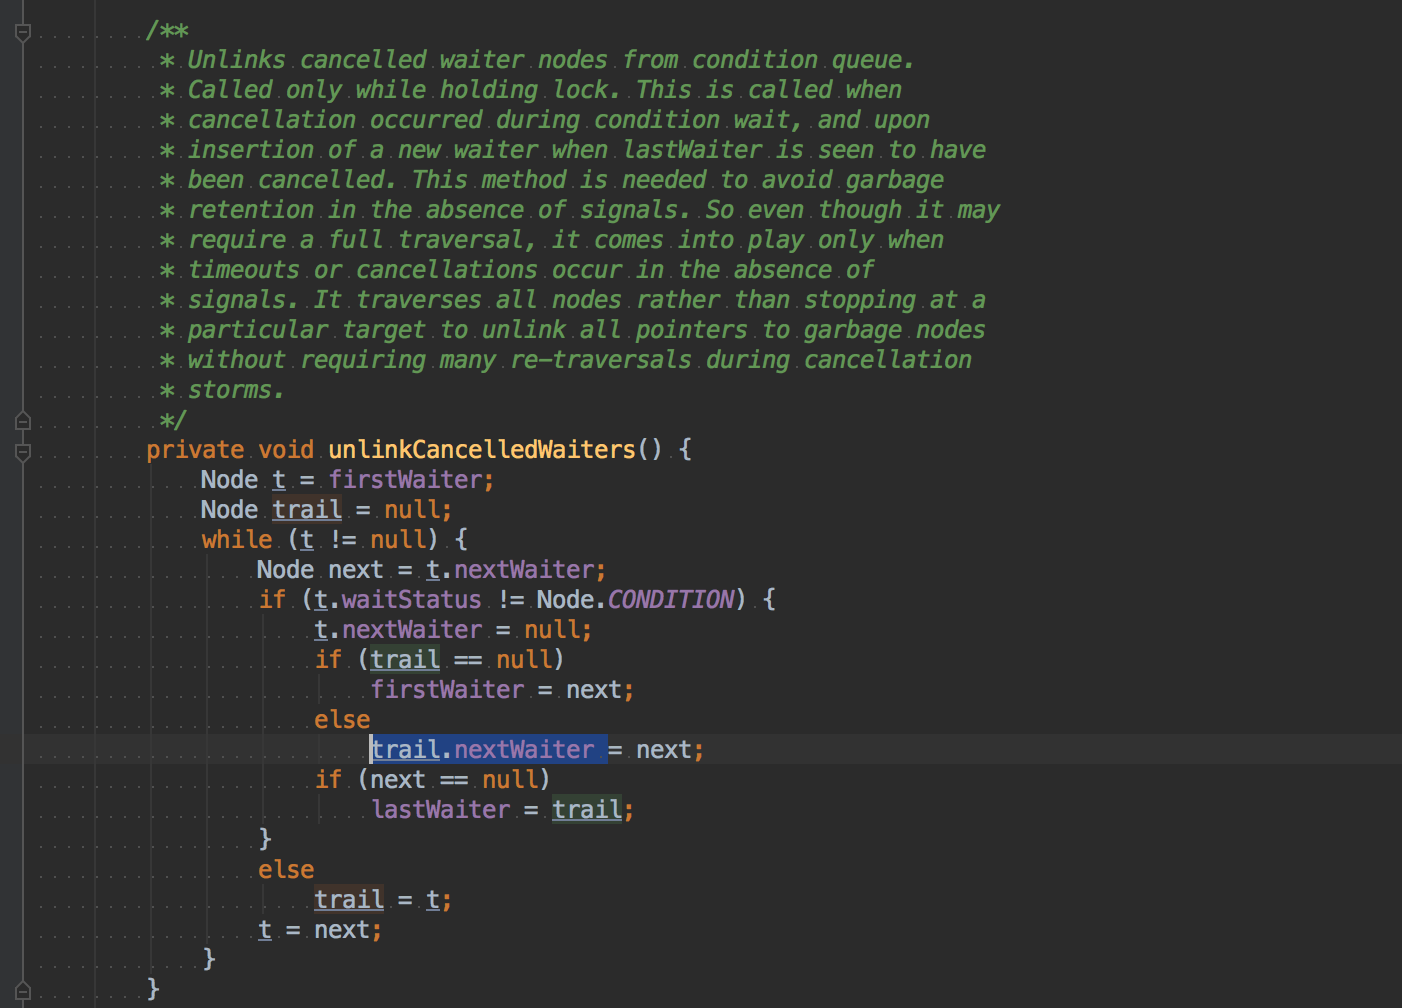 /**
 * Unlinks cancelled waiter nodes from condition queue.
 * Called only while holding lock. This is called when
 * cancellation occurred during condition wait, and upon
 * insertion of a new waiter when lastWaiter is seen to have
 * been cancelled. This method is needed to avoid garbage
 * retention in the absence of signals. So even though it may
 * require a full traversal, it comes into play only when
 * timeouts or cancellations occur in the absence of
 * signals. It traverses all nodes rather than stopping at a
 * particular target to unlink all pointers to garbage nodes
 * without requiring many re-traversals during cancellation
 * storms.
 */
private void unlinkCancelledWaiters() {
    Node t = firstWaiter;
    Node trail = null;
    while (t != null) {
        Node next = t.nextWaiter;
        if (t.waitStatus != Node.CONDITION) {
            t.nextWaiter = null;
            if (trail == null)
                firstWaiter = next;
            else
                trail.nextWaiter = next;
            if (next == null)
                lastWaiter = trail;
        }
        else
            trail = t;
        t = next;
    }
}